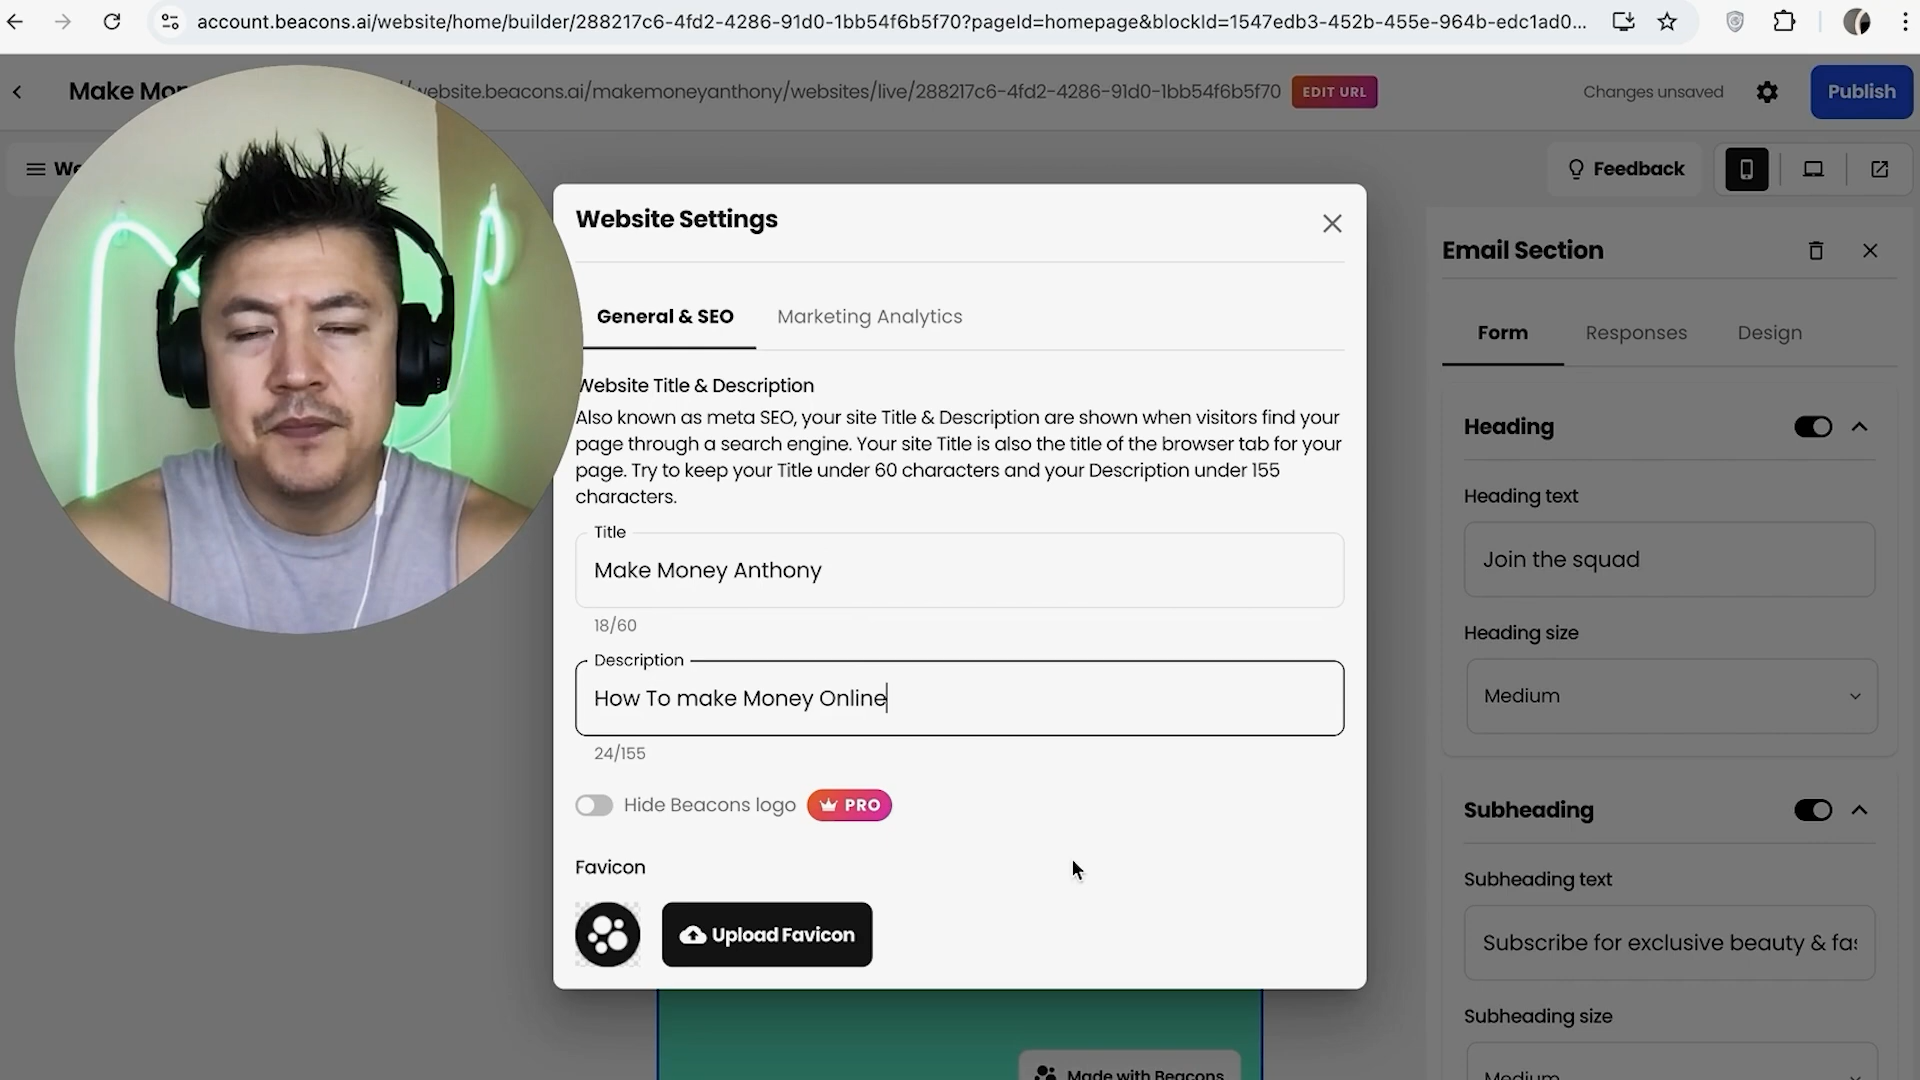 account.beacons.ai/website/home/builder/288217c6-4fd2-4286-91d0-1bb54f6b5f70?pageId=homepage&blockId=1547edb3-452b-455e-964b-edc1ad0...
Make Mo
website.beacons.ai/makemoneyanthony/websites/live/288217c6-4fd2-4286-91d0-1bb54f6b5f70
EDIT URL
Changes unsaved
Publish
We
Feedback
Website Settings
General & SEO
Marketing Analytics
Website Title & Description
Also known as meta SEO, your site Title & Description are shown when visitors find your
page through a search engine. Your site Title is also the title of the browser tab for your
page. Try to keep your Title under 60 characters and your Description under 155
characters.
Title
Make Money Anthony
18/60
Description
How To make Money Online
24/155
Hide Beacons logo
PRO
Favicon
Upload Favicon
Made with Beacons
Email Section
Form
Responses
Design
Heading
Heading text
Join the squad
Heading size
Medium
Subheading
Subheading text
Subscribe for exclusive beauty & fas
Subheading size
Medium